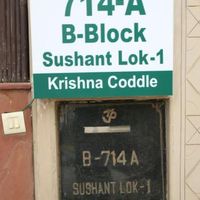 714-A
B-Block
Sushant Lok-1
Krishna Coddle
ॐ
B-714A
SUSHANT LOK-1